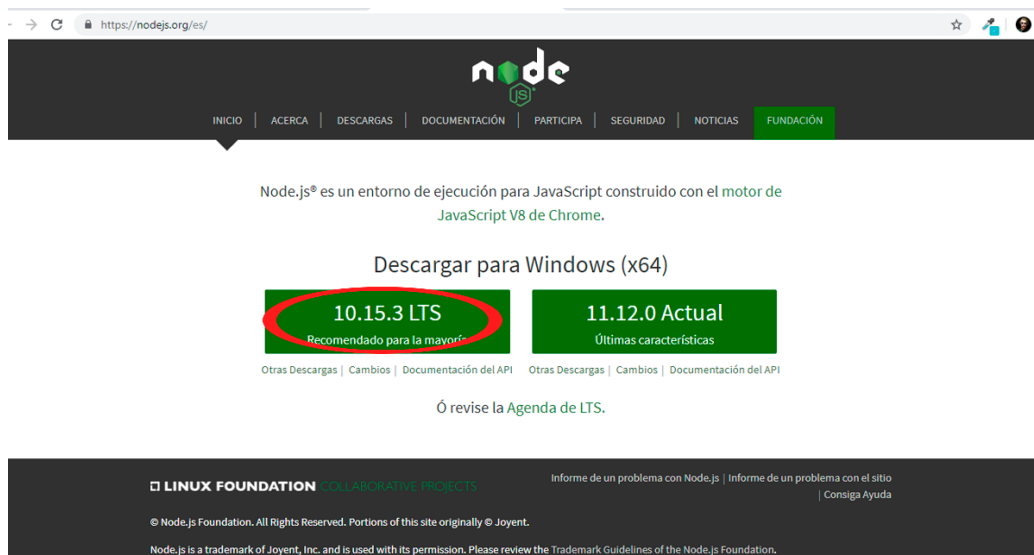 https://nodejs.org/es/
node
JS
INICIO | ACERCA | DESCARGAS | DOCUMENTACIÓN | PARTICIPA | SEGURIDAD | NOTICIAS FUNDACIÓN
Node.js® es un entorno de ejecución para JavaScript construido con el motor de
JavaScript V8 de Chrome.
Descargar para Windows (x64)
10.15.3 LTS
Recomendado para la mayoría
11.12.0 Actual
Últimas características
Otras Descargas | Cambios | Documentación del API
Otras Descargas | Cambios | Documentación del API
Ó revise la Agenda de LTS.
LINUX FOUNDATION COLLABORATIVE PROJECTS
Informe de un problema con Node.js | Informe de un problema con el sitio
| Consiga Ayuda
© Node.js Foundation. All Rights Reserved. Portions of this site originally © Joyent.
Node.js is a trademark of Joyent, Inc. and is used with its permission. Please review the Trademark Guidelines of the Node.js Foundation.